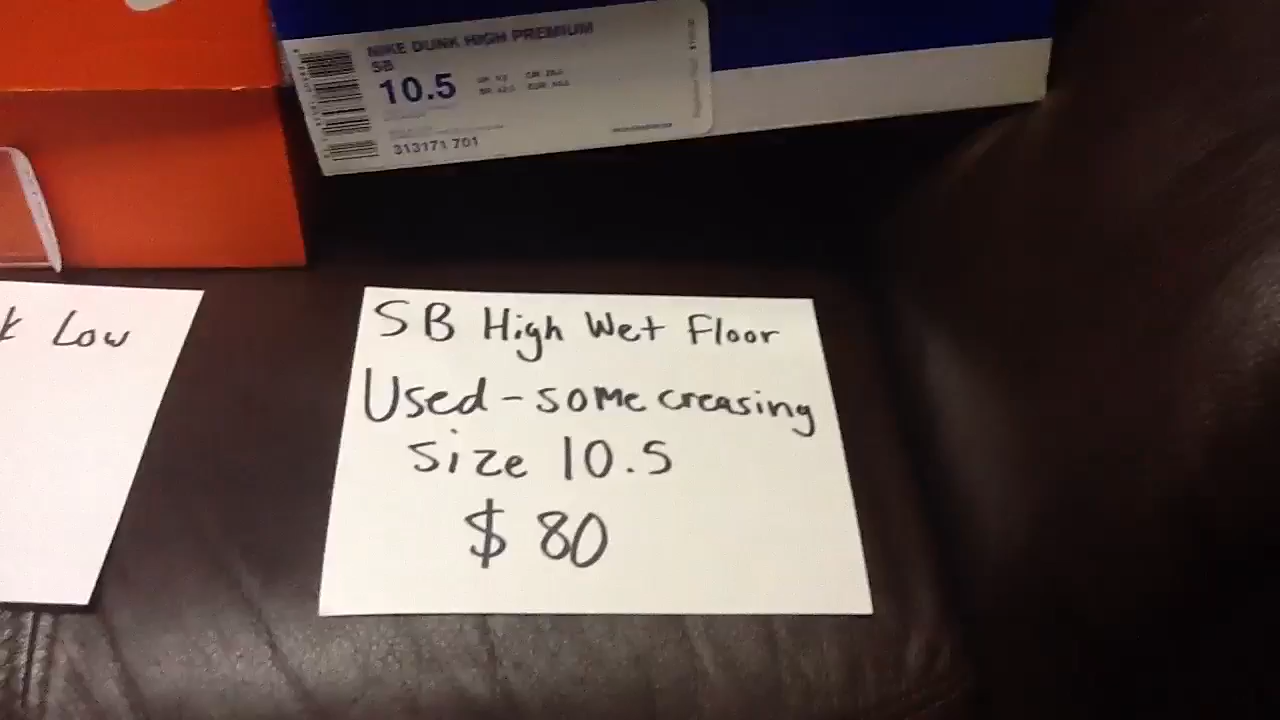 NIKE DUNK HIGH PREMIUM
SB
10.5
313171 701
k Low
SB High Wet Floor
Used - some creasing
size 10.5
$ 80